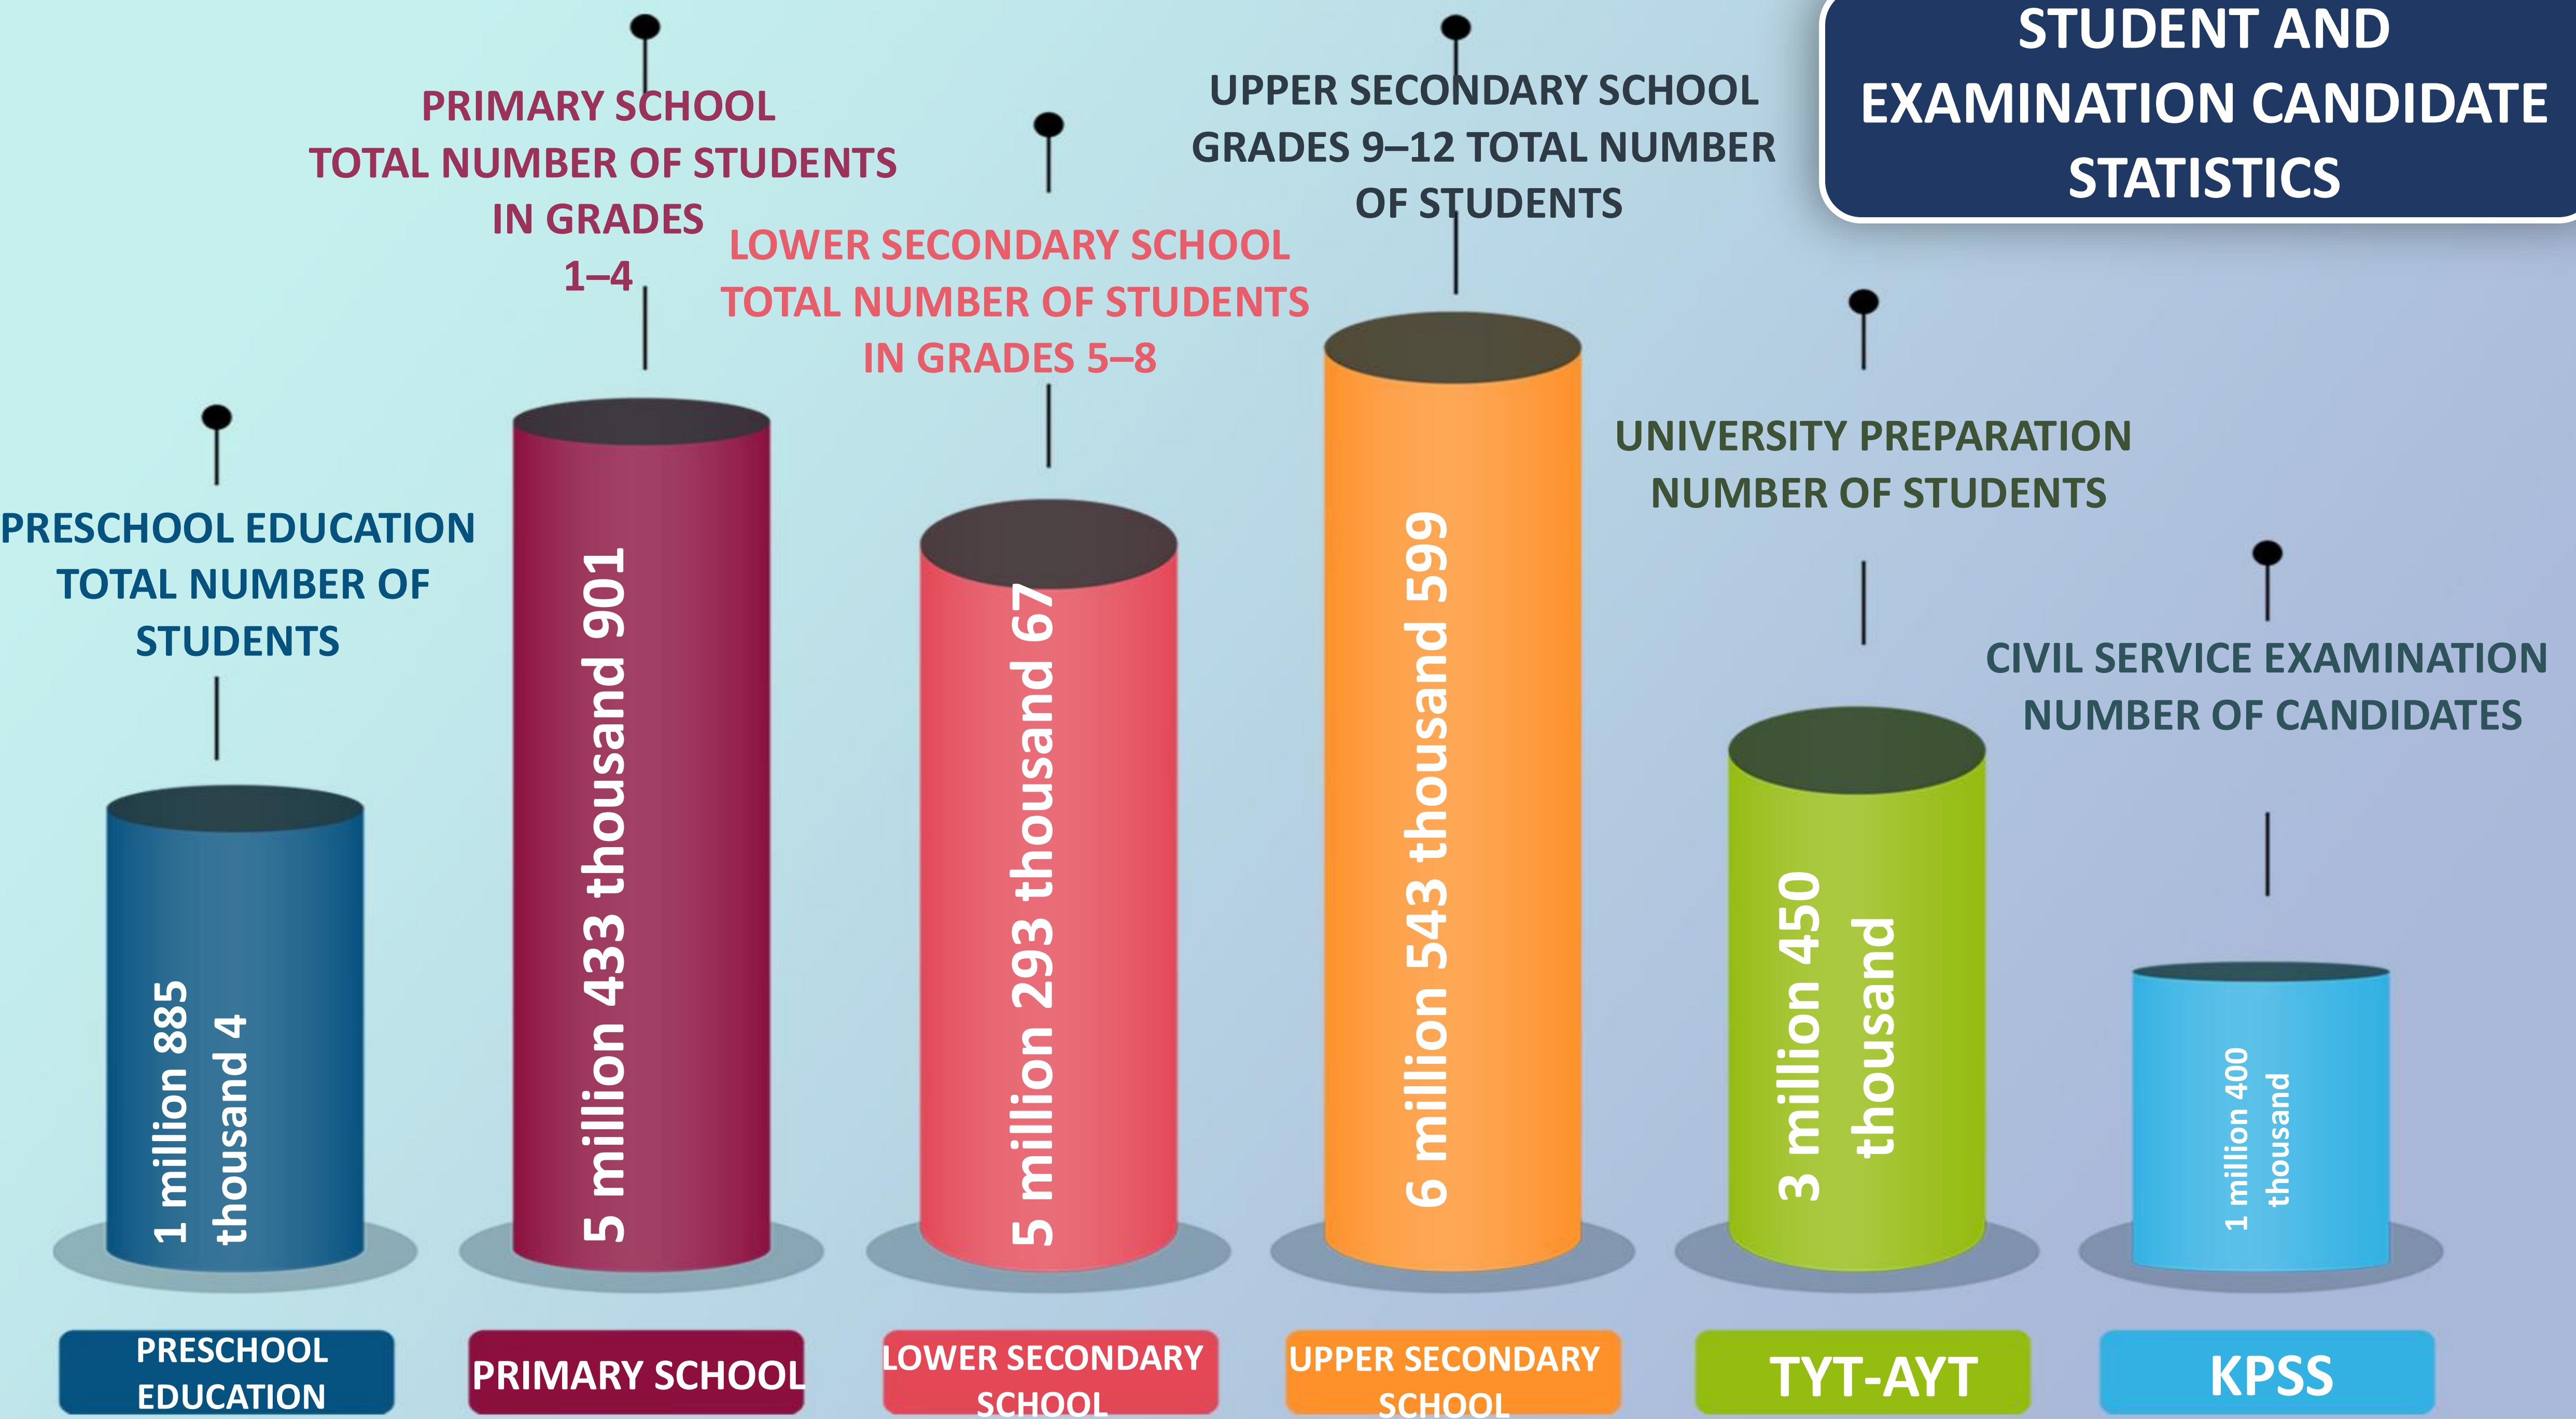 STUDENT AND
EXAMINATION CANDIDATE
STATISTICS
PRESCHOOL EDUCATION
TOTAL NUMBER OF
STUDENTS
1 million 885
thousand 4
PRESCHOOL
EDUCATION
PRIMARY SCHOOL
TOTAL NUMBER OF STUDENTS
IN GRADES
1–4
5 million 433 thousand 901
PRIMARY SCHOOL
LOWER SECONDARY SCHOOL
TOTAL NUMBER OF STUDENTS
IN GRADES 5–8
5 million 293 thousand 67
LOWER SECONDARY
SCHOOL
UPPER SECONDARY SCHOOL
GRADES 9–12 TOTAL NUMBER
OF STUDENTS
6 million 543 thousand 599
UPPER SECONDARY
SCHOOL
UNIVERSITY PREPARATION
NUMBER OF STUDENTS
3 million 450
thousand
TYT-AYT
CIVIL SERVICE EXAMINATION
NUMBER OF CANDIDATES
1 million 400
thousand
KPSS